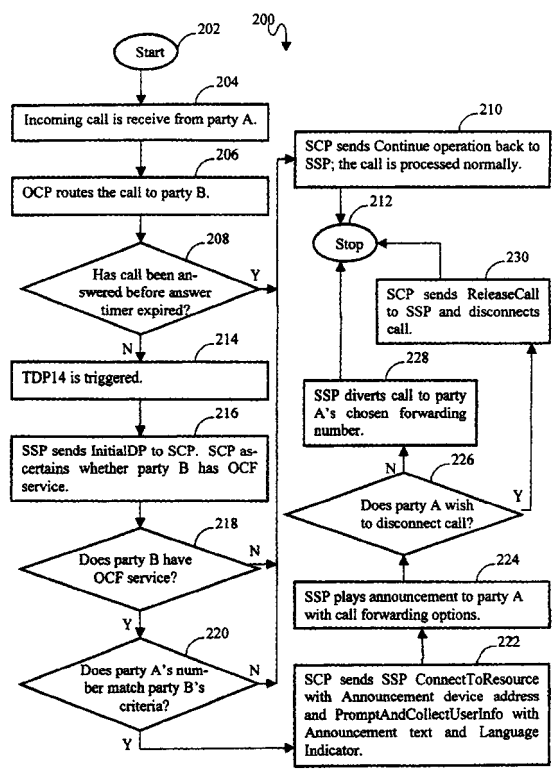 200
202
Start
204
Incoming call is receive from party A.
206
OCP routes the call to party B.
208
Has call been an-
swered before answer
timer expired?
Y
N
210
SCP sends Continue operation back to
SSP; the call is processed normally.
212
Stop
214
TDP14 is triggered.
216
SSP sends InitialDP to SCP. SCP as-
certains whether party B has OCF
service.
218
Does party B have
OCF service?
N
Y
220
Does party A's num-
ber match party B's
criteria?
N
Y
222
SCP sends SSP ConnectToResource
with Announcement device address
and PromptAndCollectUserInfo with
Announcement text and Language
Indicator.
224
SSP plays announcement to party A
with call forwarding options.
226
Does party A wish
to disconnect call?
N
Y
228
SSP diverts call to party
A's chosen forwarding
number.
230
SCP sends ReleaseCall
to SSP and disconnects
call.